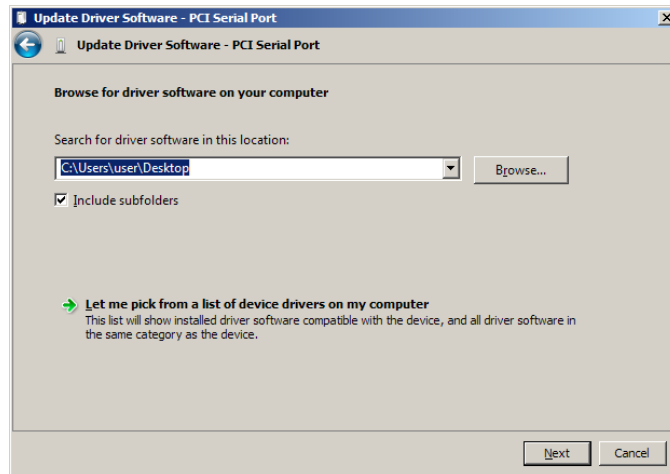 Update Driver Software - PCI Serial Port
Update Driver Software - PCI Serial Port
Browse for driver software on your computer
Search for driver software in this location:
C:\Users\user\Desktop
Browse...
Include subfolders
Let me pick from a list of device drivers on my computer
This list will show installed driver software compatible with the device, and all driver software in
the same category as the device.
Next
Cancel